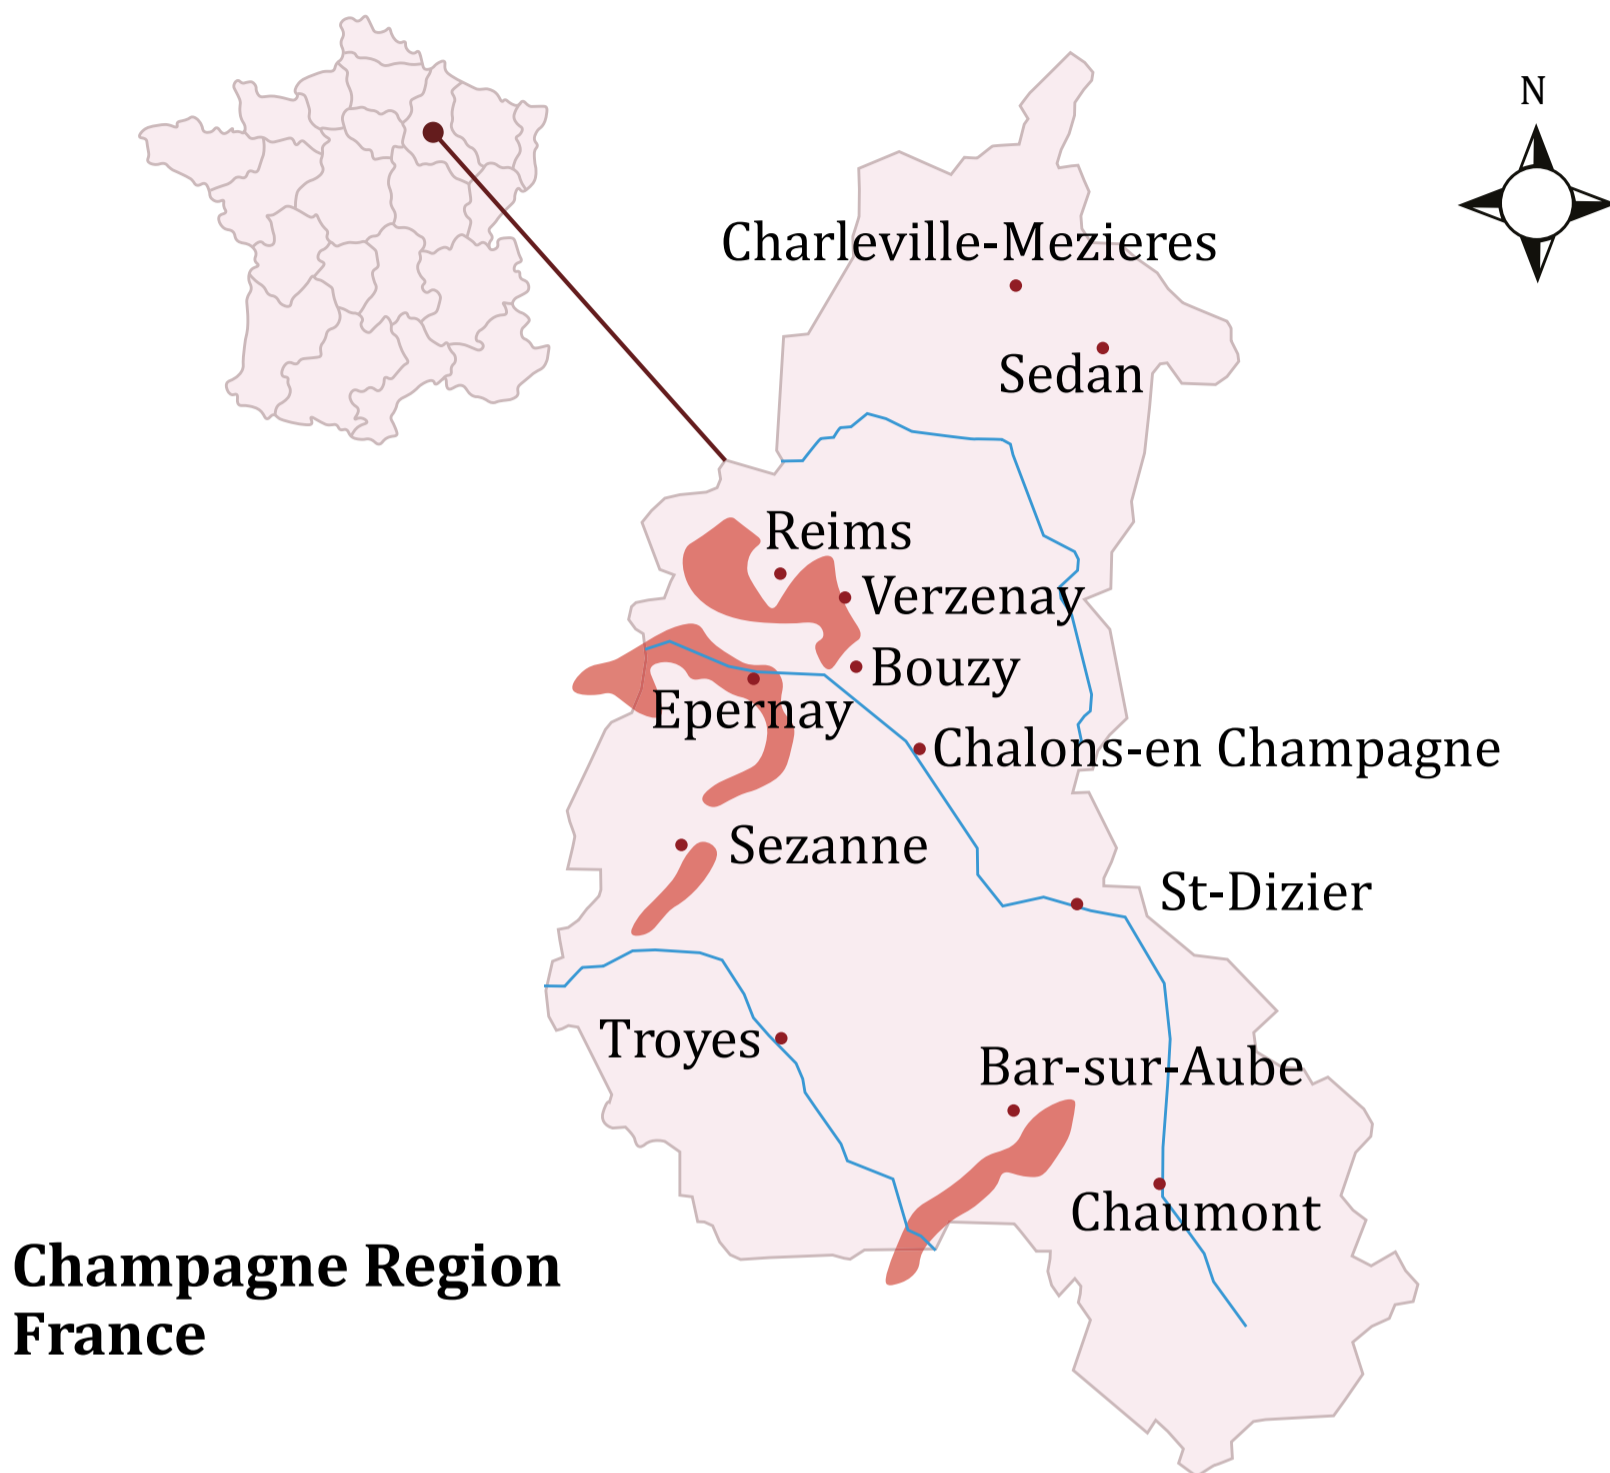 N
Charleville-Mezieres
Sedan
Reims
Verzenay
Bouzy
Epernay
Chalons-en Champagne
Sezanne
St-Dizier
Troyes
Bar-sur-Aube
Chaumont
Champagne Region
France